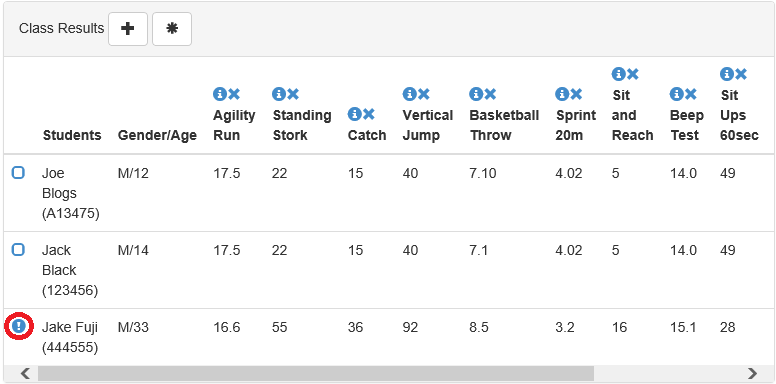 Class Results
Students Gender/Age Agility Run Standing Stork Catch Vertical Jump Basketball Throw Sprint 20m Sit and Reach Beep Test Sit Ups 60sec
Joe Blogs (A13475) M/12 17.5 22 15 40 7.10 4.02 5 14.0 49
Jack Black (123456) M/14 17.5 22 15 40 7.1 4.02 5 14.0 49
Jake Fuji (444555) M/33 16.6 55 36 92 8.5 3.2 16 15.1 28